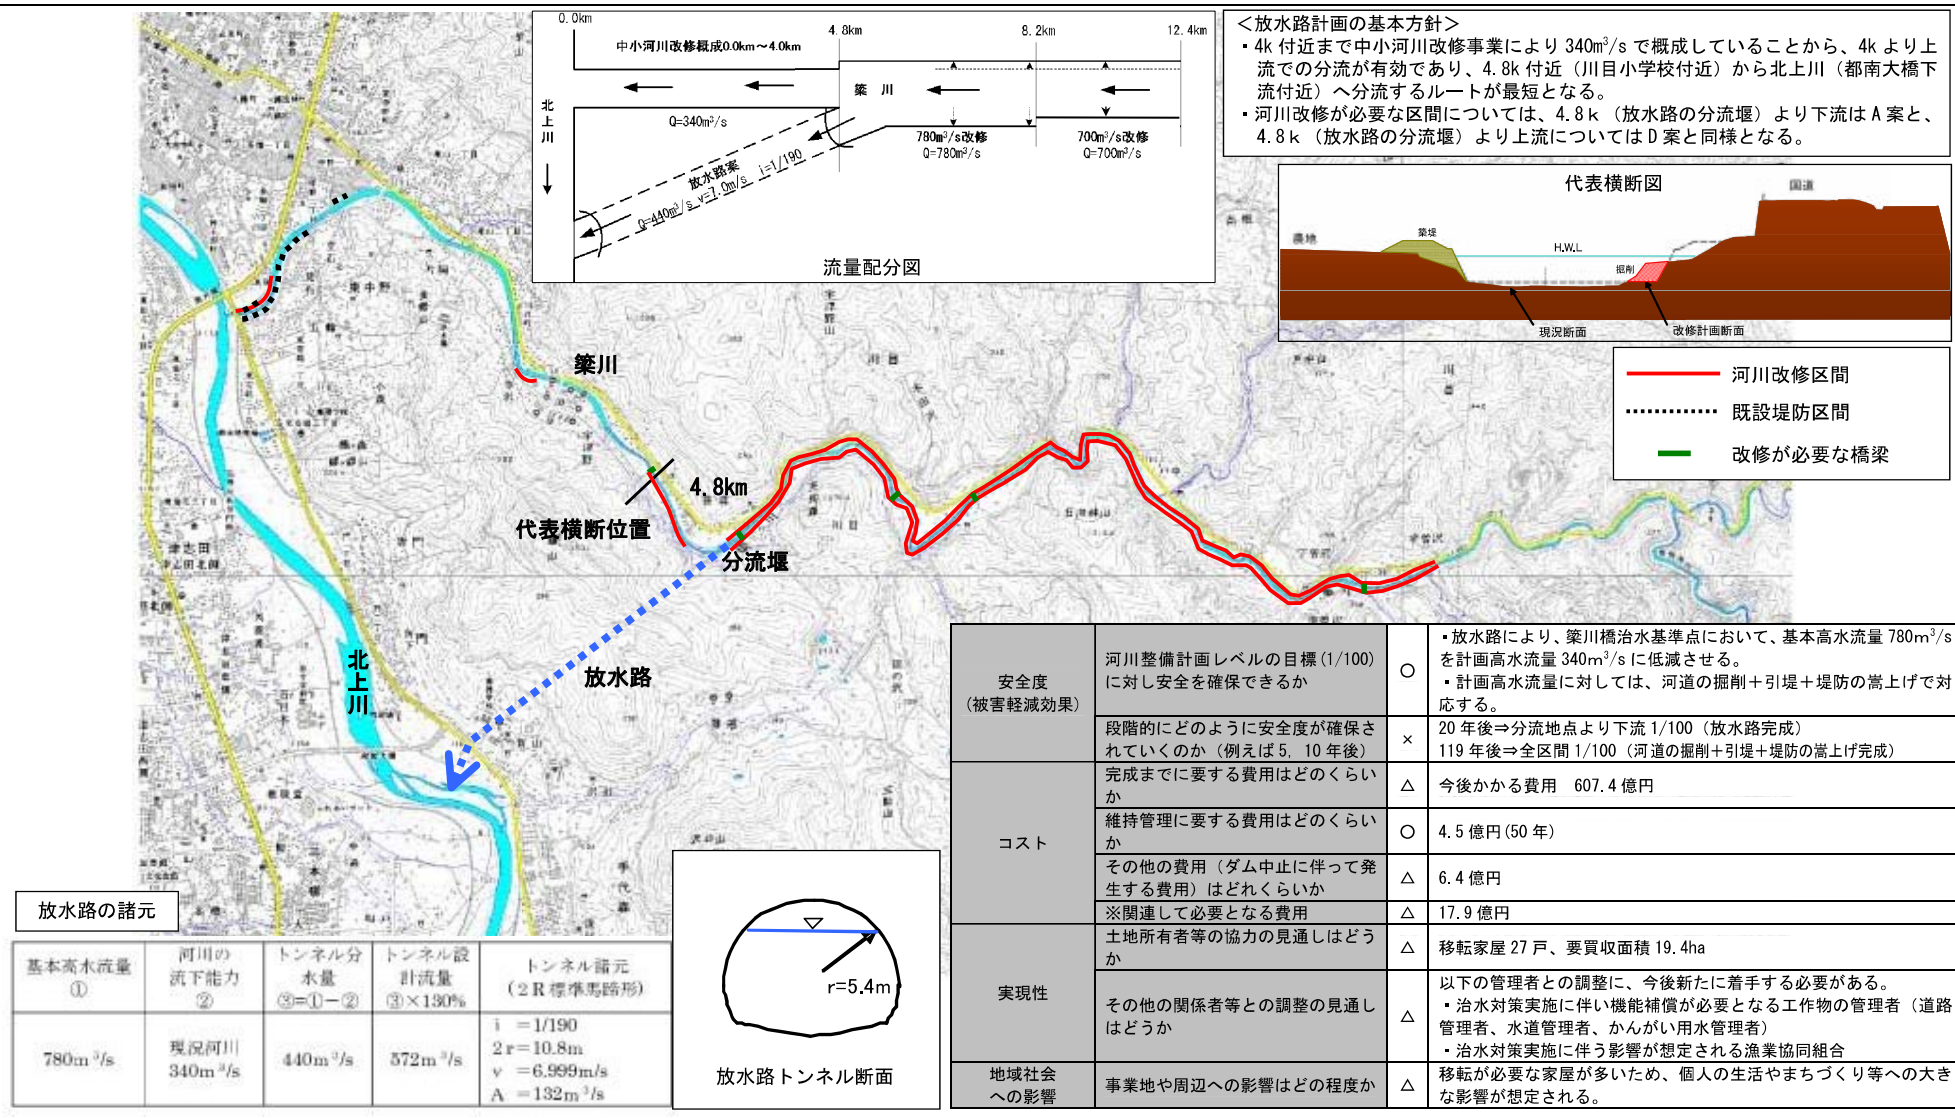 0.0km
4.8km
8.2km
12.4km
中小河川改修概成0.0km～4.0km
北上川
簗　川
Q=340m³/s
780m³/s改修
Q=780m³/s
700m³/s改修
Q=700m³/s
放水路案
Q=440m³/s v=7.0m/s i=1/190
流量配分図
＜放水路計画の基本方針＞
・4k 付近まで中小河川改修事業により 340m³/s で概成していることから、4k より上
流での分流が有効であり、4.8k 付近（川目小学校付近）から北上川（都南大橋下
流付近）へ分流するルートが最短となる。
・河川改修が必要な区間については、4.8ｋ（放水路の分流堰）より下流は A 案と、
4.8ｋ（放水路の分流堰）より上流については D 案と同様となる。
代表横断図
国道
農地
築堤
H.W.L
掘削
現況断面
改修計画断面
河川改修区間
既設堤防区間
改修が必要な橋梁
簗川
4.8km
代表横断位置
分流堰
放水路
北上川
安全度
(被害軽減効果)
河川整備計画レベルの目標(1/100)
に対し安全を確保できるか
○
・放水路により、簗川橋治水基準点において、基本高水流量 780m³/s
を計画高水流量 340m³/s に低減させる。
・計画高水流量に対しては、河道の掘削＋引堤＋堤防の嵩上げで対
応する。
段階的にどのように安全度が確保さ
れていくのか（例えば 5, 10 年後）
×
20 年後⇒分流地点より下流 1/100（放水路完成）
119 年後⇒全区間 1/100（河道の掘削＋引堤＋堤防の嵩上げ完成）
コスト
完成までに要する費用はどのくらい
か
△
今後かかる費用　607.4 億円
維持管理に要する費用はどのくらい
か
○
4.5 億円(50 年)
その他の費用（ダム中止に伴って発
生する費用）はどれくらいか
△
6.4 億円
※関連して必要となる費用
△
17.9 億円
実現性
土地所有者等の協力の見通しはどう
か
△
移転家屋 27 戸、要買収面積 19.4ha
その他の関係者等との調整の見通し
はどうか
△
以下の管理者との調整に、今後新たに着手する必要がある。
・治水対策実施に伴い機能補償が必要となる工作物の管理者（道路
管理者、水道管理者、かんがい用水管理者）
・治水対策実施に伴う影響が想定される漁業協同組合
地域社会
への影響
事業地や周辺への影響はどの程度か
△
移転が必要な家屋が多いため、個人の生活やまちづくり等への大き
な影響が想定される。
放水路の諸元
基本高水流量
①
河川の
流下能力
②
トンネル分
水量
③=①－②
トンネル設
計流量
③×130%
トンネル諸元
（2Ｒ標準馬蹄形）
780m³/s
現況河川
340m³/s
440m³/s
572m³/s
i ＝1/190
2r＝10.8m
v ＝6.999m/s
A ＝132m³/s
r=5.4m
放水路トンネル断面